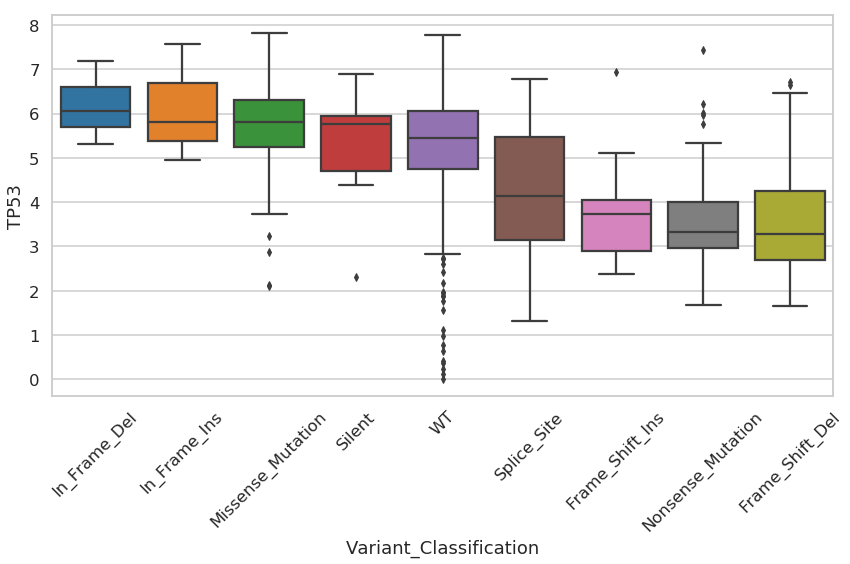 8
7
6
5
4
3
2
1
0
TP53
In_Frame_Del
In_Frame_Ins
Missense_Mutation
Silent
WT
Splice_Site
Frame_Shift_Ins
Nonsense_Mutation
Frame_Shift_Del
Variant_Classification